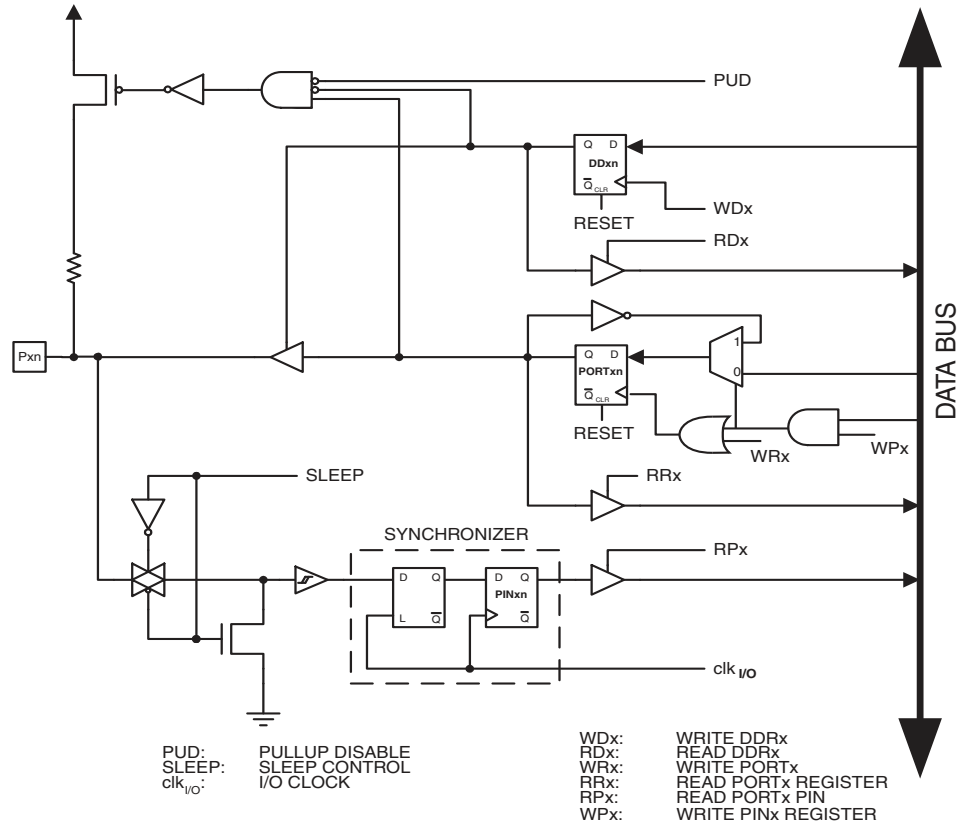 PUD
Q D
DDxn
Q CLR
WDx
RESET
RDx
Pxn
1
Q D
PORTxn
0
Q CLR
RESET
WRx
WPx
SLEEP
RRx
SYNCHRONIZER
RPx
D Q
D Q
PINxn
L Q
Q
clk I/O
DATA BUS
PUD: PULLUP DISABLE
SLEEP: SLEEP CONTROL
clkI/O: I/O CLOCK
WDx: WRITE DDRx
RDx: READ DDRx
WRx: WRITE PORTx
RRx: READ PORTx REGISTER
RPx: READ PORTx PIN
WPx: WRITE PINx REGISTER